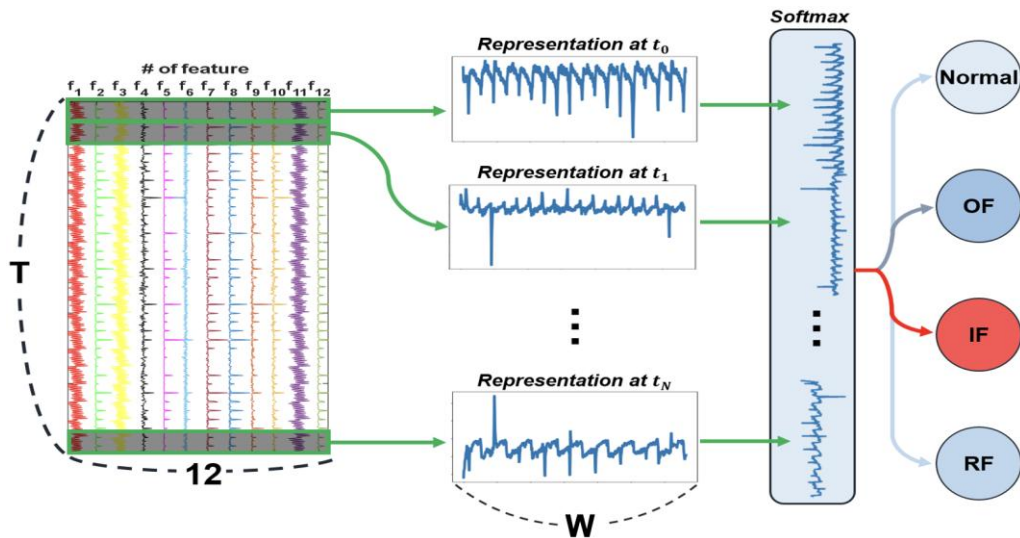 # of feature
f₁ f₂ f₃ f₄ f₅ f₆ f₇ f₈ f₉ f₁₀ f₁₁ f₁₂
T
12
Representation at t₀
Representation at t₁
⋮
Representation at t_N
W
Softmax
⋮
Normal
OF
IF
RF